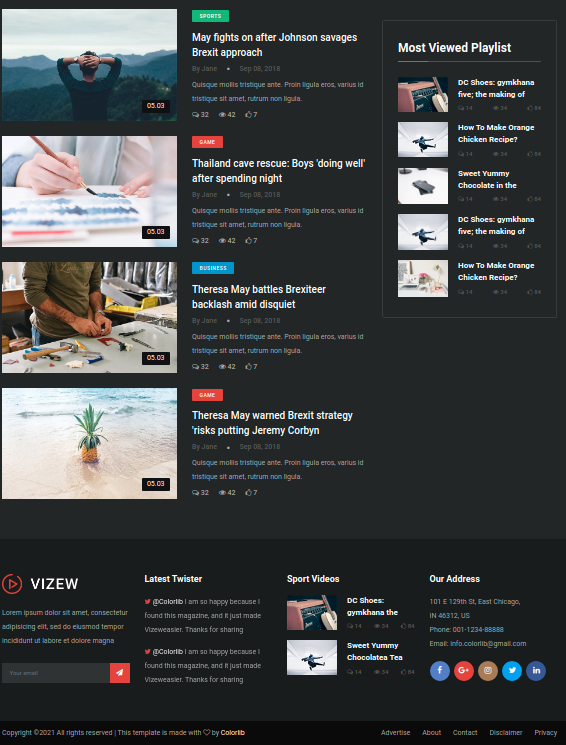 SPORTS
May fights on after Johnson savages
Brexit approach
By Jane • Sep 08, 2018
Quisque mollis tristique ante. Proin ligula eros, varius id
tristique sit amet, rutrum non ligula.
32 42 7
05.03
GAME
Thailand cave rescue: Boys 'doing well'
after spending night
By Jane • Sep 08, 2018
Quisque mollis tristique ante. Proin ligula eros, varius id
tristique sit amet, rutrum non ligula.
32 42 7
05.03
BUSINESS
Theresa May battles Brexiteer
backlash amid disquiet
By Jane • Sep 08, 2018
Quisque mollis tristique ante. Proin ligula eros, varius id
tristique sit amet, rutrum non ligula.
32 42 7
05.03
GAME
Theresa May warned Brexit strategy
'risks putting Jeremy Corbyn
By Jane • Sep 08, 2018
Quisque mollis tristique ante. Proin ligula eros, varius id
tristique sit amet, rutrum non ligula.
32 42 7
05.03
Most Viewed Playlist
DC Shoes: gymkhana
five; the making of
14 34 84
How To Make Orange
Chicken Recipe?
14 34 84
Sweet Yummy
Chocolate in the
14 34 84
DC Shoes: gymkhana
five; the making of
14 34 84
How To Make Orange
Chicken Recipe?
14 34 84
VIZEW
Lorem ipsum dolor sit amet, consectetur
adipisicing elit, sed do eiusmod tempor
incididunt ut labore et dolore magna
Your email
Latest Twister
@Colorlib I am so happy because I
found this magazine, and it just made
Vizeweasier. Thanks for sharing
@Colorlib I am so happy because I
found this magazine, and it just made
Vizeweasier. Thanks for sharing
Sport Videos
DC Shoes:
gymkhana the
14 34 84
Sweet Yummy
Chocolatea Tea
14 34 84
Our Address
101 E 129th St, East Chicago,
IN 46312, US
Phone: 001-1234-88888
Email: info.colorlib@gmail.com
f G+
Copyright ©2021 All rights reserved | This template is made with ♡ by Colorlib
Advertise About Contact Disclaimer Privacy